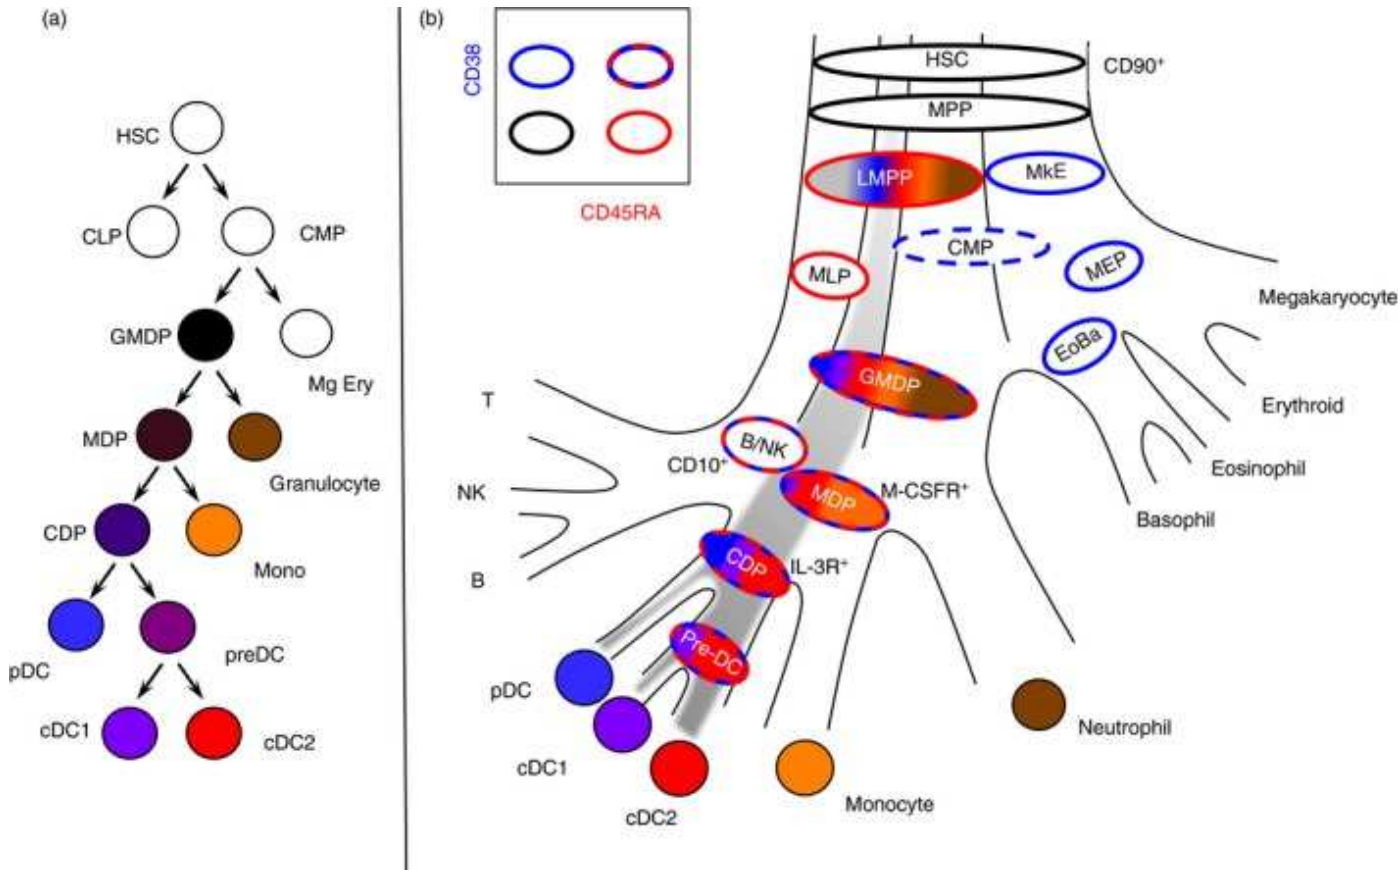 (a)
HSC
CLP
CMP
GMDP
Mg Ery
MDP
Granulocyte
CDP
Mono
pDC
preDC
cDC1
cDC2
(b)
CD38
CD45RA
HSC
CD90⁺
MPP
LMPP
MkE
CMP
MLP
MEP
Megakaryocyte
EoBa
GMDP
T
Erythroid
B/NK
CD10⁺
Eosinophil
NK
MDP
M-CSFR⁺
Basophil
CDP
IL-3R⁺
B
Pre-DC
pDC
Neutrophil
cDC1
Monocyte
cDC2